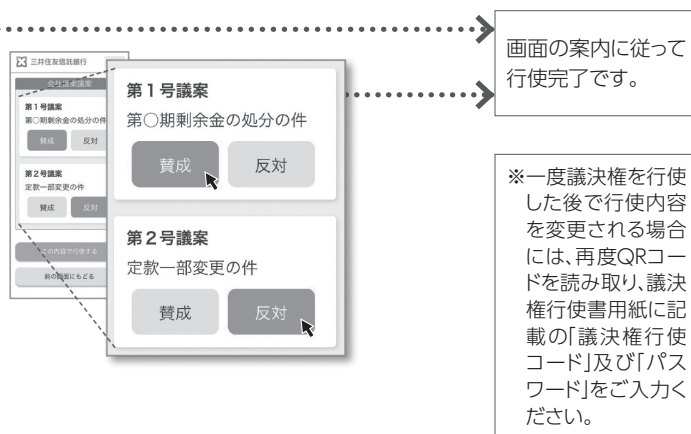 三井住友信託銀行
会社提案議案
第1号議案
第○期剰余金の処分の件
賛成 反対
第2号議案
定款一部変更の件
賛成 反対
この内容で行使する
前の画面にもどる
第1号議案
第○期剰余金の処分の件
賛成 反対
第2号議案
定款一部変更の件
賛成 反対
画面の案内に従って
行使完了です。
※一度議決権を行使
した後で行使内容
を変更される場合
には、再度QRコー
ドを読み取り、議決
権行使書用紙に記
載の「議決権行使
コード」及び「パス
ワード」をご入力く
ださい。